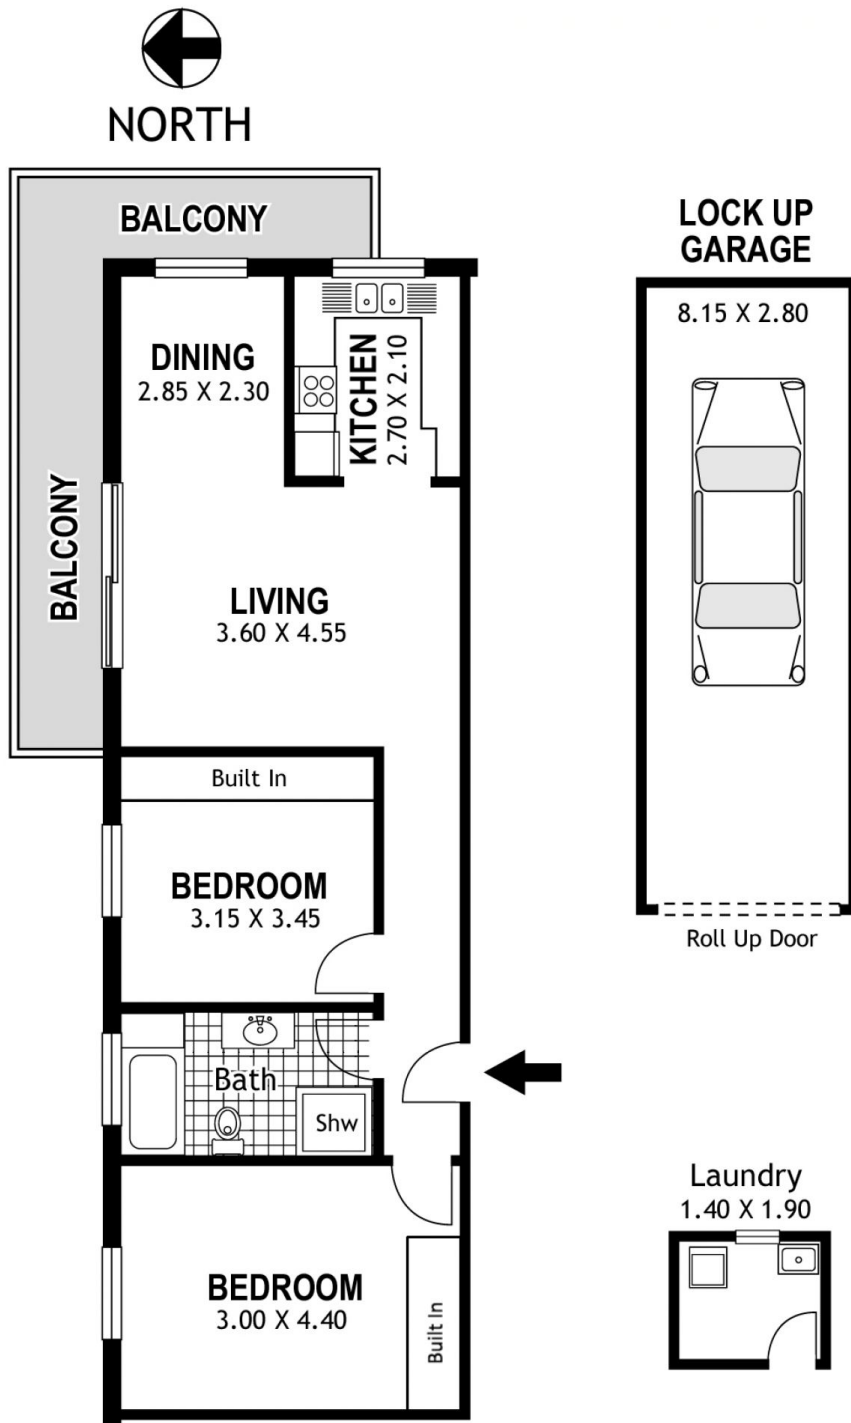 NORTH
BALCONY
LOCK UP
GARAGE
8.15 X 2.80
DINING
2.85 X 2.30
KITCHEN
2.70 X 2.10
BALCONY
LIVING
3.60 X 4.55
Built In
BEDROOM
3.15 X 3.45
Roll Up Door
Bath
Shw
Laundry
1.40 X 1.90
BEDROOM
3.00 X 4.40
Built In